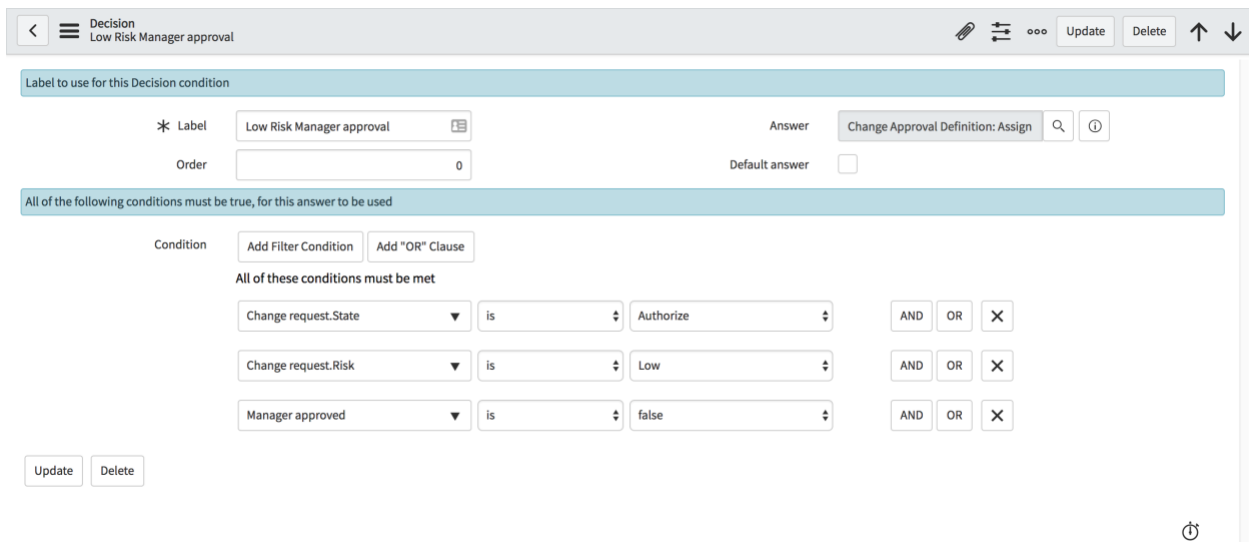 Decision
Low Risk Manager approval
Update Delete
Label to use for this Decision condition
Label Low Risk Manager approval Answer Change Approval Definition: Assign
Order 0 Default answer
All of the following conditions must be true, for this answer to be used
Condition Add Filter Condition Add "OR" Clause
All of these conditions must be met
Change request.State is Authorize AND OR
Change request.Risk is Low AND OR
Manager approved is false AND OR
Update Delete